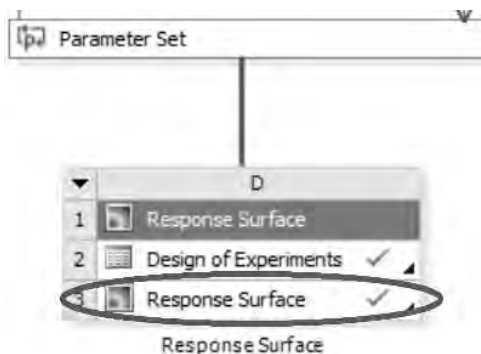 Parameter Set
D
1 Response Surface
2 Design of Experiments
3 Response Surface
Response Surface